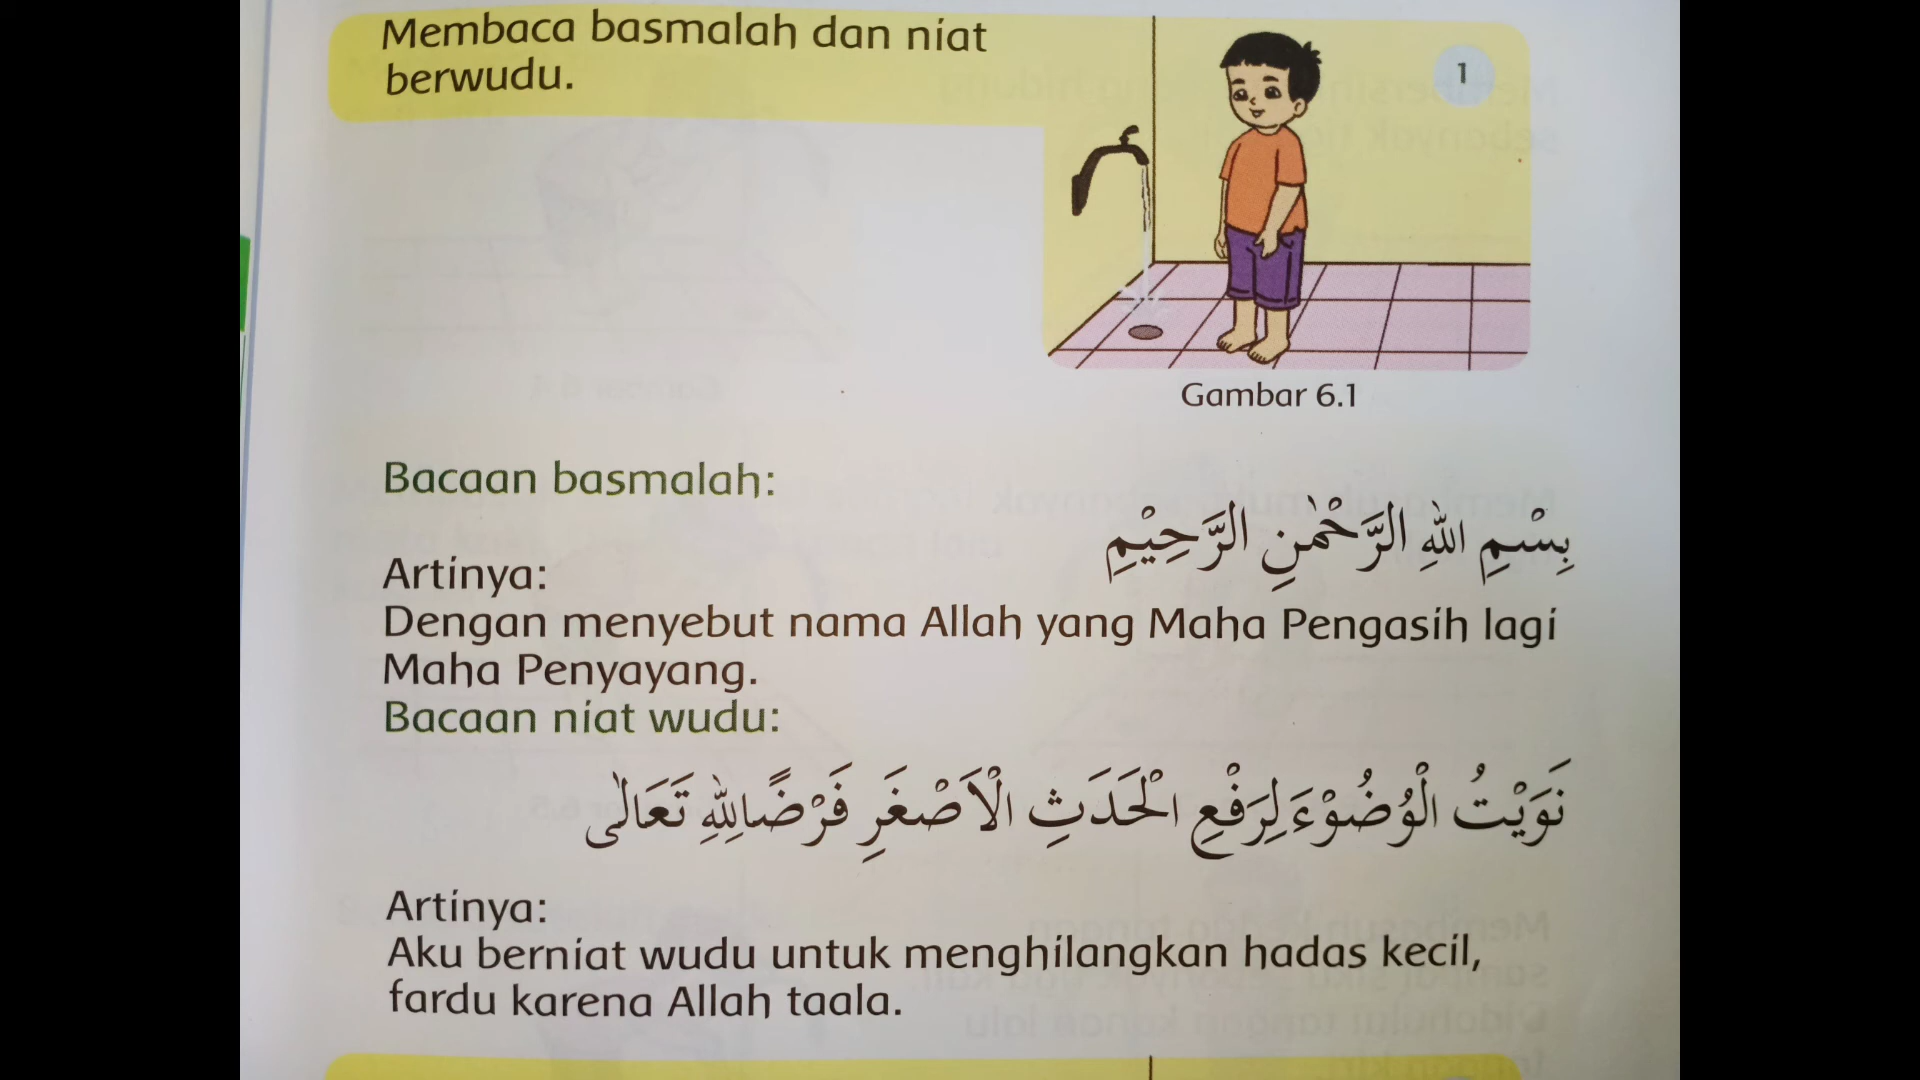 Membaca basmalah dan niat
berwudu.
1
Gambar 6.1
Bacaan basmalah:
بِسْمِ اللّٰهِ الرَّحْمٰنِ الرَّحِيْمِ
Artinya:
Dengan menyebut nama Allah yang Maha Pengasih lagi
Maha Penyayang.
Bacaan niat wudu:
نَوَيْتُ الْوُضُوْءَ لِرَفْعِ الْحَدَثِ الْاَصْغَرِ فَرْضًا لِلّٰهِ تَعَالٰى
Artinya:
Aku berniat wudu untuk menghilangkan hadas kecil,
fardu karena Allah taala.